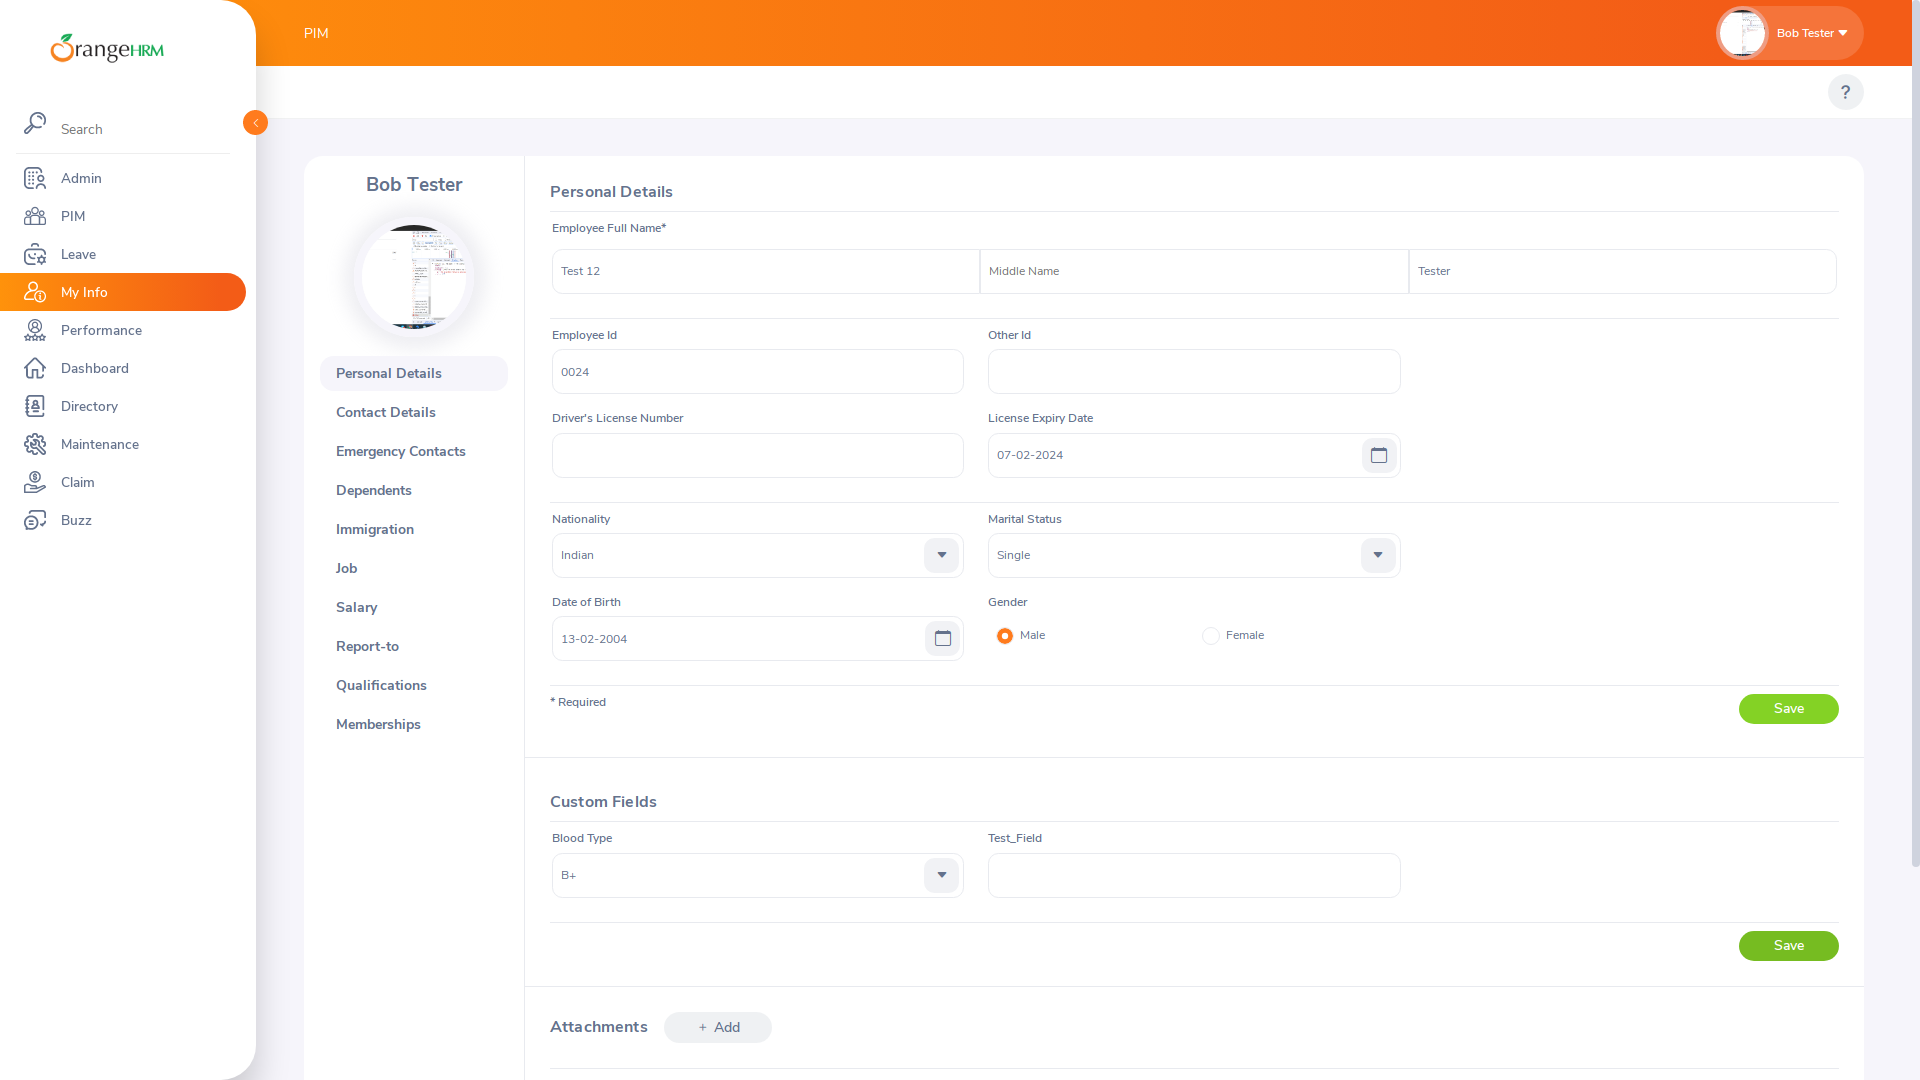 OrangeHRM
PIM
Bob Tester
?
Search
Admin
PIM
Leave
My Info
Performance
Dashboard
Directory
Maintenance
Claim
Buzz
Bob Tester
Personal Details
Contact Details
Emergency Contacts
Dependents
Immigration
Job
Salary
Report-to
Qualifications
Memberships
Personal Details
Employee Full Name*
Test 12 Middle Name Tester
Employee Id Other Id
0024
Driver's License Number License Expiry Date
07-02-2024
Nationality Marital Status
Indian Single
Date of Birth Gender
13-02-2004 Male Female
* Required
Save
Custom Fields
Blood Type Test_Field
B+
Save
Attachments + Add